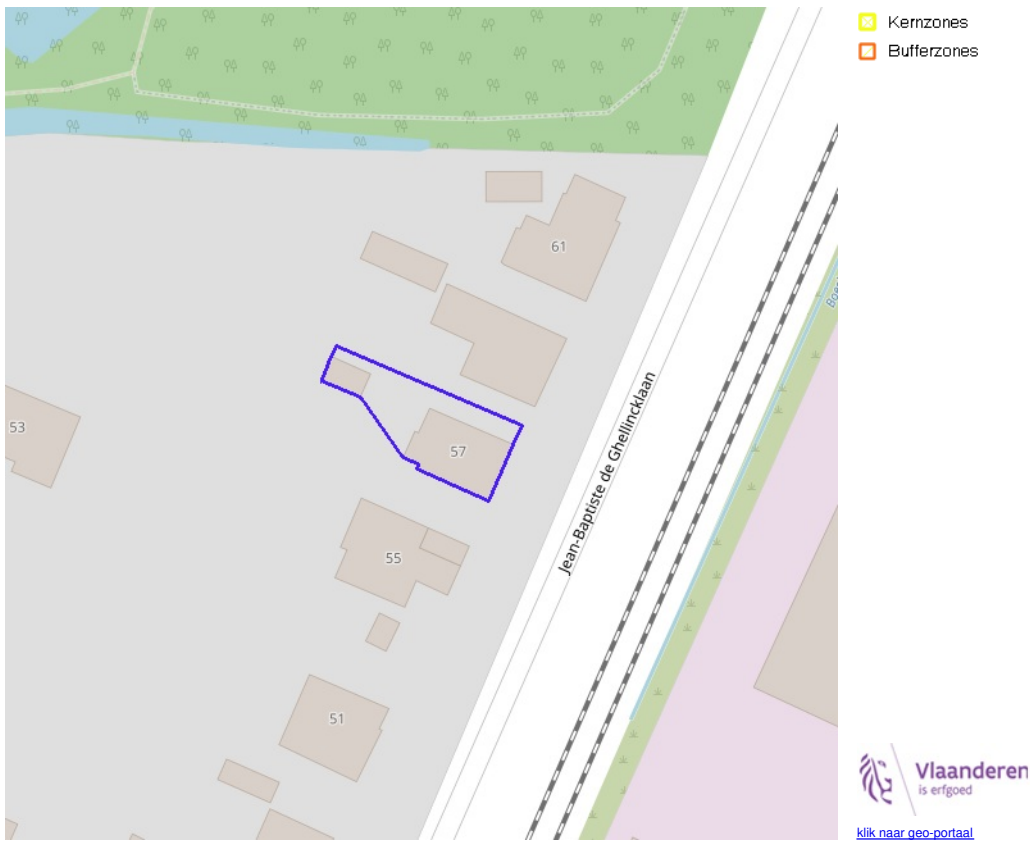 Kernzones
Bufferzones
61
53
57
Jean-Baptiste de Ghellincklaan
55
51
Vlaanderen
is erfgoed
klik naar geo-portaal